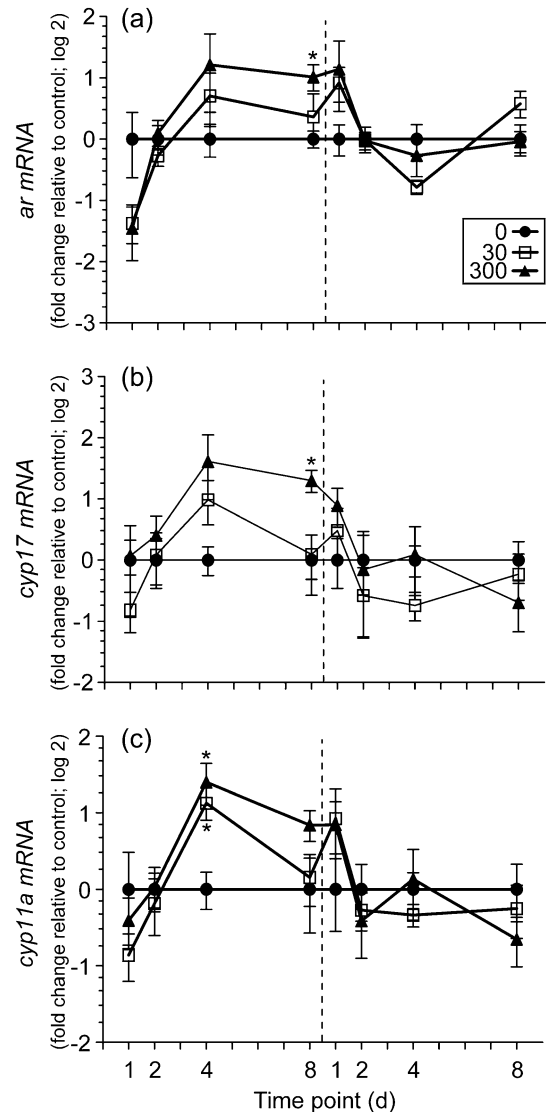 (a)
2
1
0
-1
-2
-3
ar mRNA
(fold change relative to control; log 2)
*
0
30
300
(b)
3
2
1
0
-1
-2
cyp17 mRNA
(fold change relative to control; log 2)
*
(c)
2
1
0
-1
-2
cyp11a mRNA
(fold change relative to control; log 2)
*
*
1 2 4 8 1 2 4 8
Time point (d)